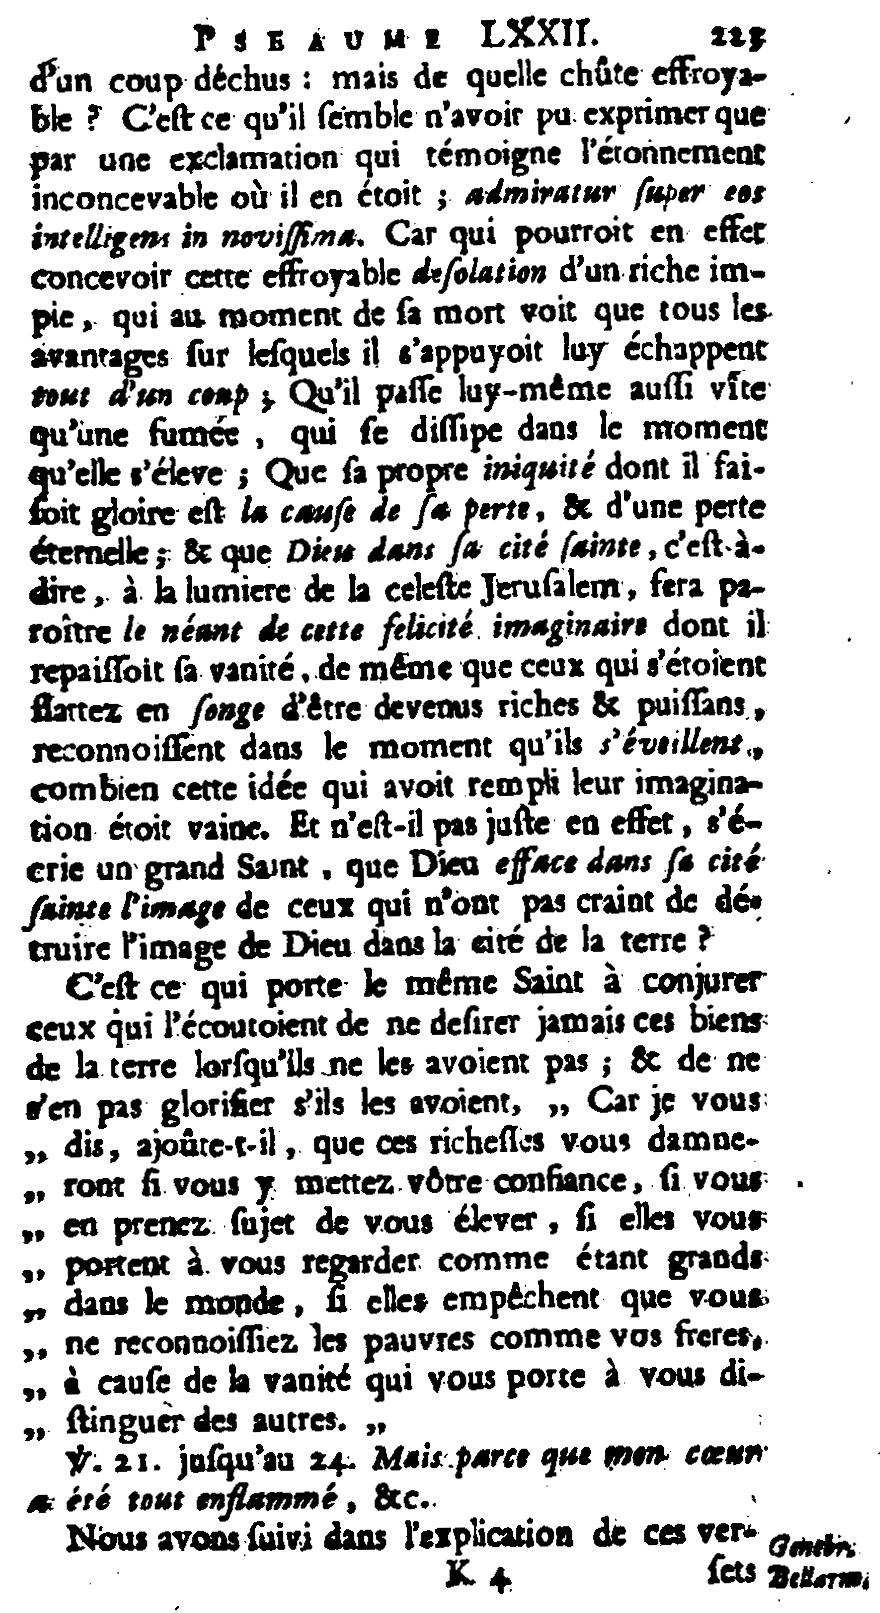 PSEAUME LXXII. 223
d'un coup déchus : mais de quelle chûte effroya-
ble ? C'eſt ce qu'il ſemble n'avoir pu exprimer que
par une exclamation qui témoigne l'étonnement
inconcevable où il en étoit ; admiratur ſuper eos
intelligens in noviſſima. Car qui pourroit en effet
concevoir cette effroyable deſolation d'un riche im-
pie, qui au moment de ſa mort voit que tous les
avantages ſur leſquels il s'appuyoit luy échappent
tout d'un coup ; Qu'il paſſe luy-même auſſi vîte
qu'une fumée, qui ſe diſſipe dans le moment
qu'elle s'éleve ; Que ſa propre iniquité dont il fai-
ſoit gloire eſt la cauſe de ſa perte, & d'une perte
éternelle ; & que Dieu dans ſa cité ſainte, c'eſt-à-
dire, à la lumiere de la celeſte Jeruſalem, fera pa-
roître le néant de cette felicité imaginaire dont il
repaiſſoit ſa vanité, de même que ceux qui s'étoient
flattez en ſonge d'être devenus riches & puiſſans,
reconnoiſſent dans le moment qu'ils s'éveillent,
combien cette idée qui avoit rempli leur imagina-
tion étoit vaine. Et n'eſt-il pas juſte en effet, s'é-
crie un grand Saint, que Dieu efface dans ſa cité
ſainte l'image de ceux qui n'ont pas craint de dé-
truire l'image de Dieu dans la cité de la terre ?
C'eſt ce qui porte le même Saint à conjurer
ceux qui l'écoutoient de ne deſirer jamais ces biens
de la terre lorſqu'ils ne les avoient pas ; & de ne
s'en pas glorifier s'ils les avoient, ,, Car je vous
,, dis, ajoûte-t-il, que ces richeſſes vous damne-
,, ront ſi vous y mettez vôtre confiance, ſi vous
,, en prenez ſujet de vous élever, ſi elles vous
,, portent à vous regarder comme étant grands
,, dans le monde, ſi elles empêchent que vous
,, ne reconnoiſſiez les pauvres comme vos freres,
,, à cauſe de la vanité qui vous porte à vous di-
,, ſtinguer des autres. ,,
℣. 21. juſqu'au 24. Mais parce que mon cœur
a été tout enflammé, &c.
Nous avons ſuivi dans l'explication de ces ver-
Genebr.
K 4 ſets
Bellarm.